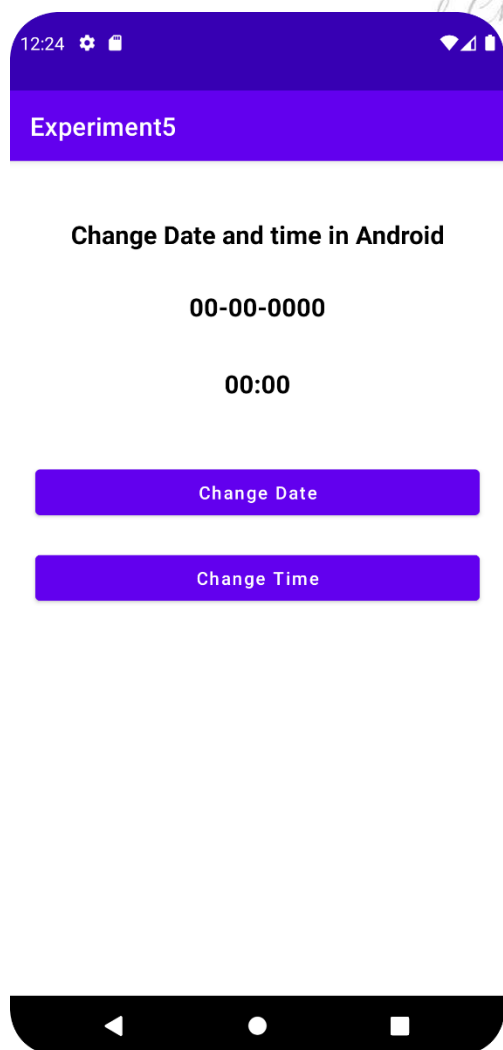 12:24
Experiment5
Change Date and time in Android
00-00-0000
00:00
Change Date
Change Time